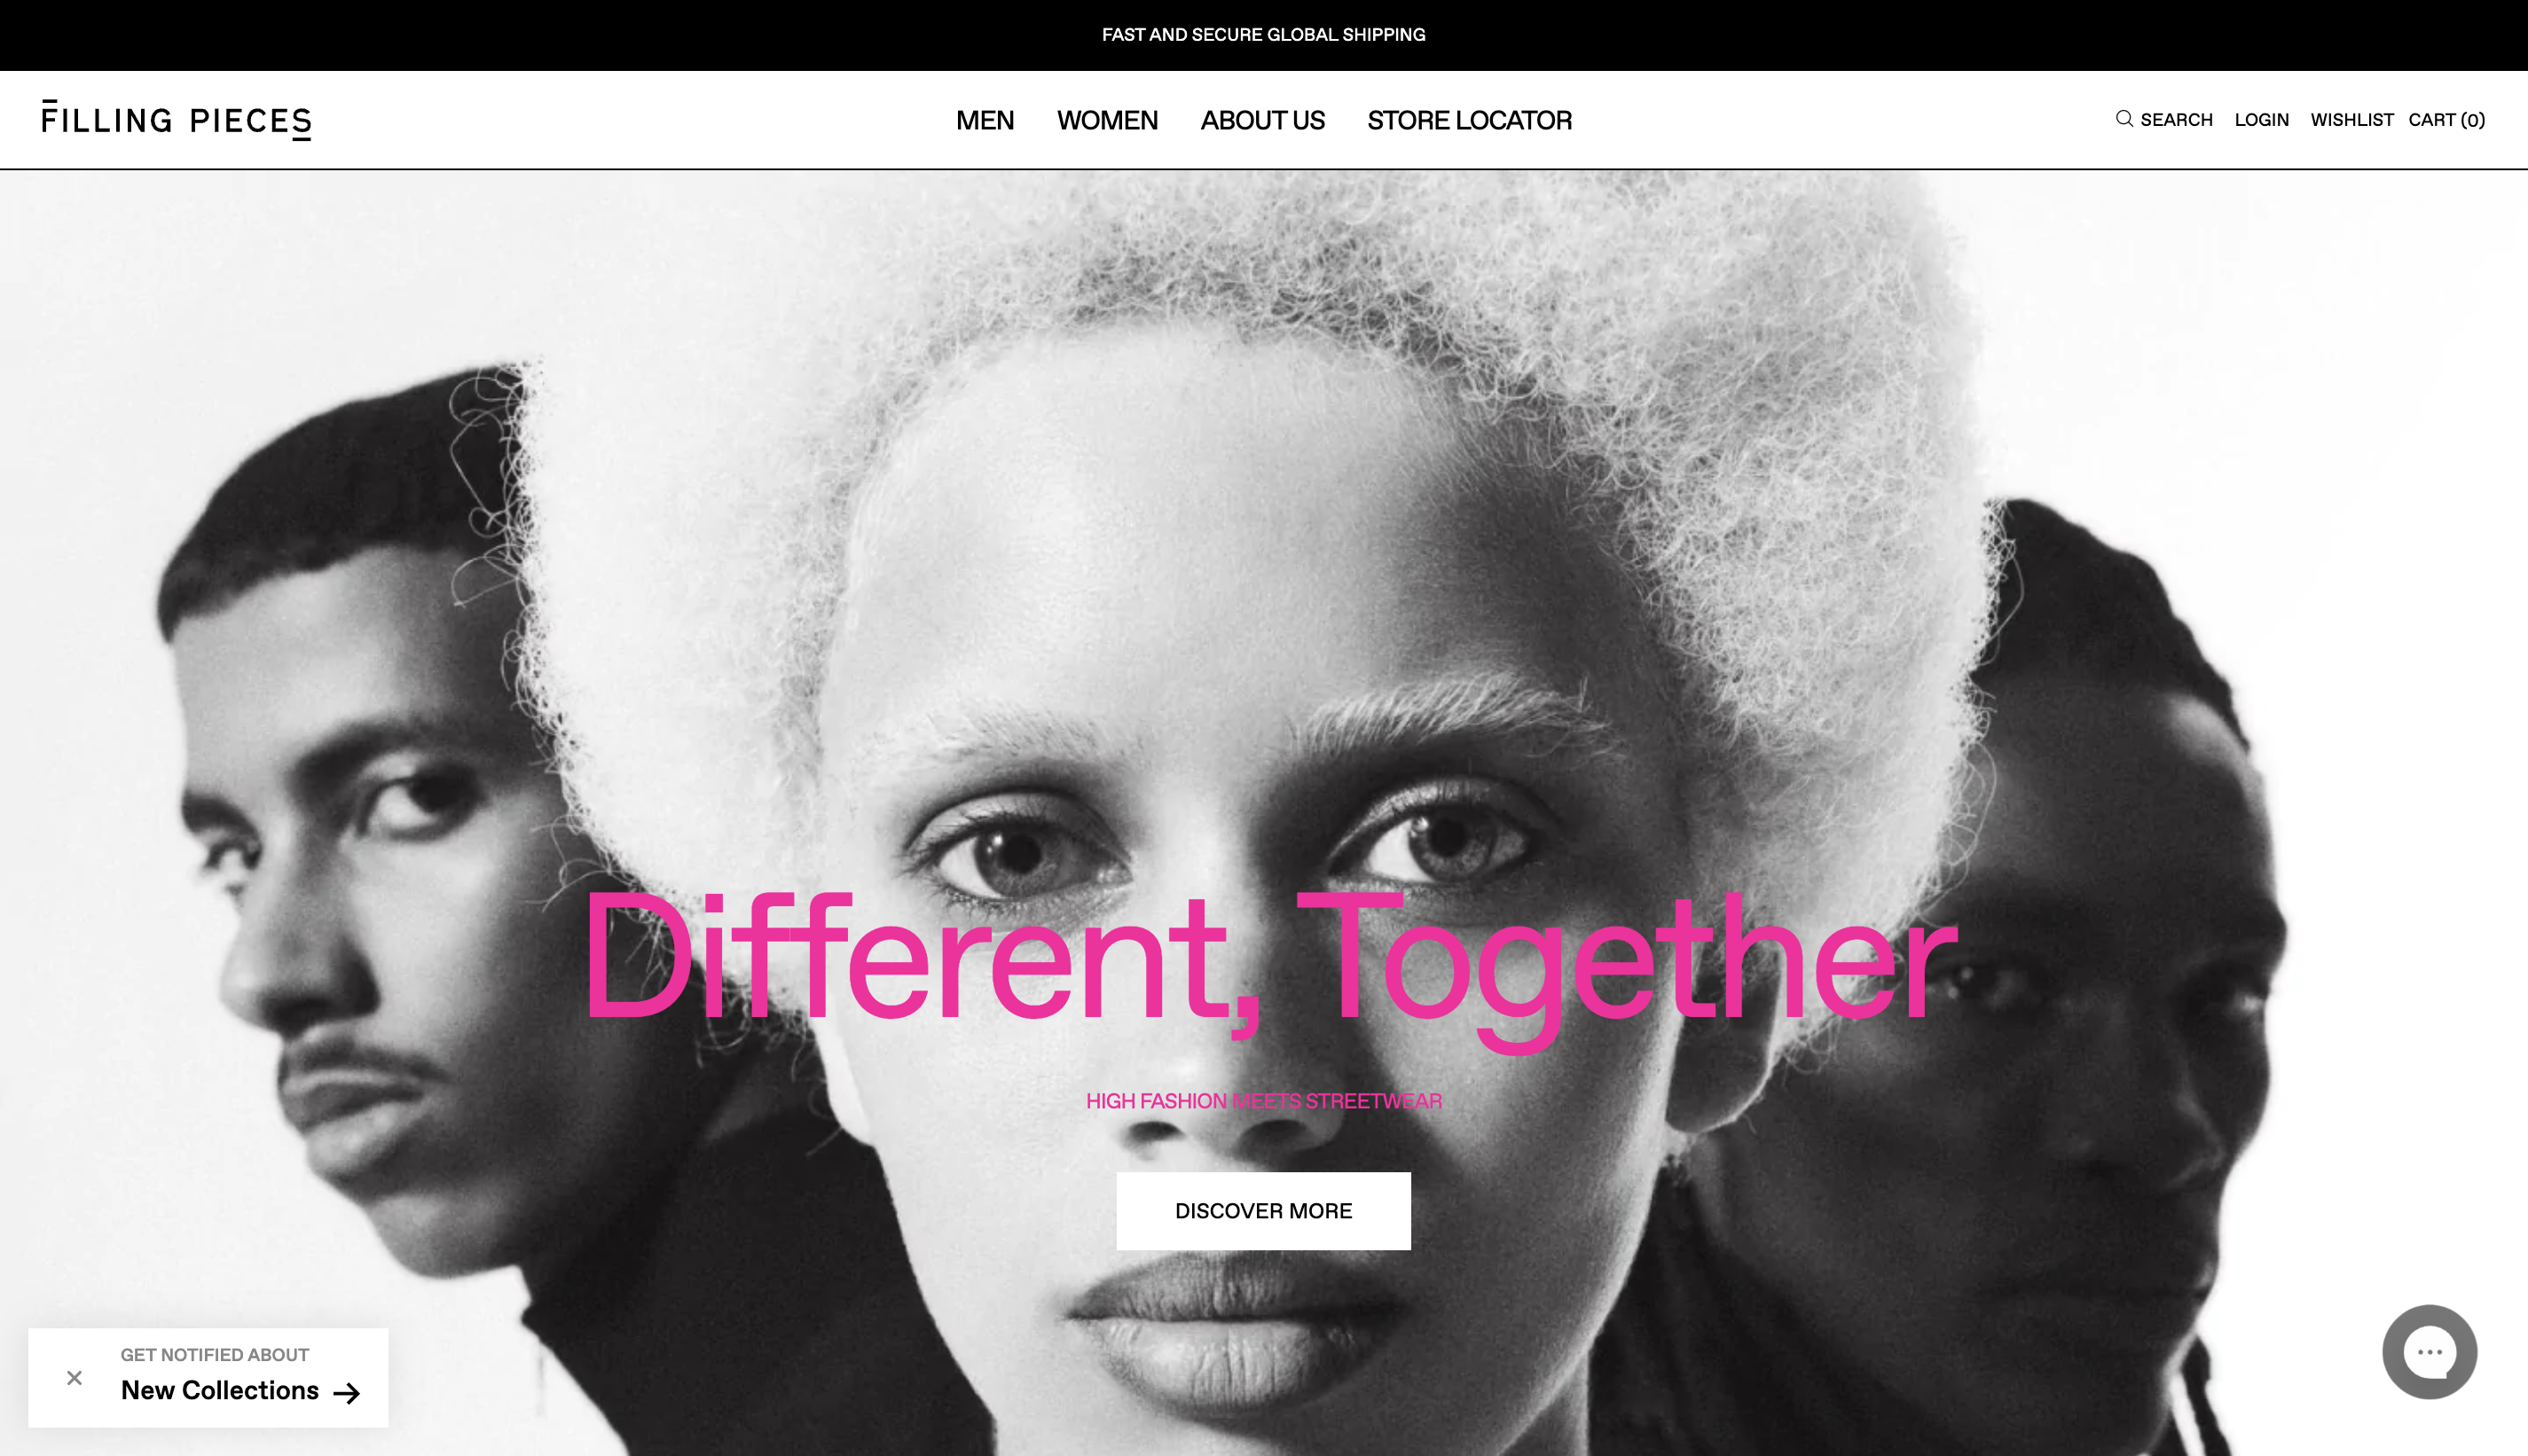 FAST AND SECURE GLOBAL SHIPPING
FILLING PIECES
MEN WOMEN ABOUT US STORE LOCATOR
SEARCH LOGIN WISHLIST CART (0)
Different, Together
HIGH FASHION MEETS STREETWEAR
DISCOVER MORE
GET NOTIFIED ABOUT
New Collections →